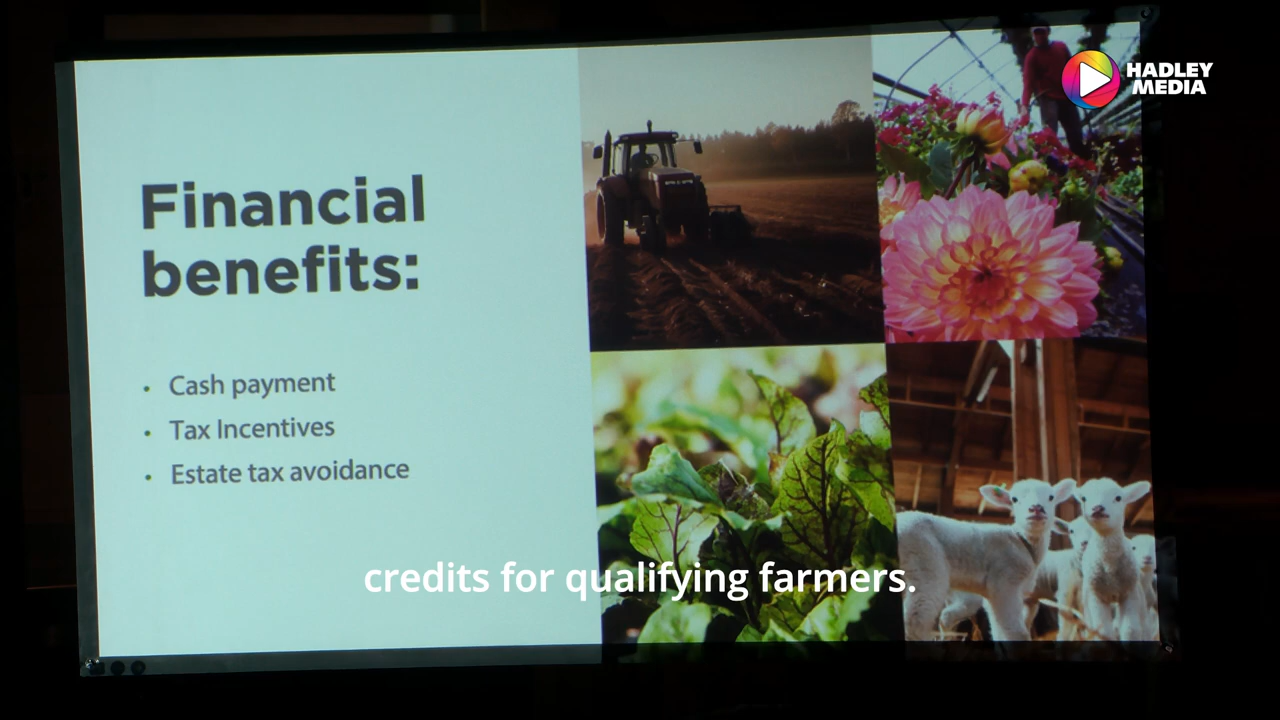 HADLEY
MEDIA
Financial
benefits:
• Cash payment
• Tax Incentives
• Estate tax avoidance
credits for qualifying farmers.